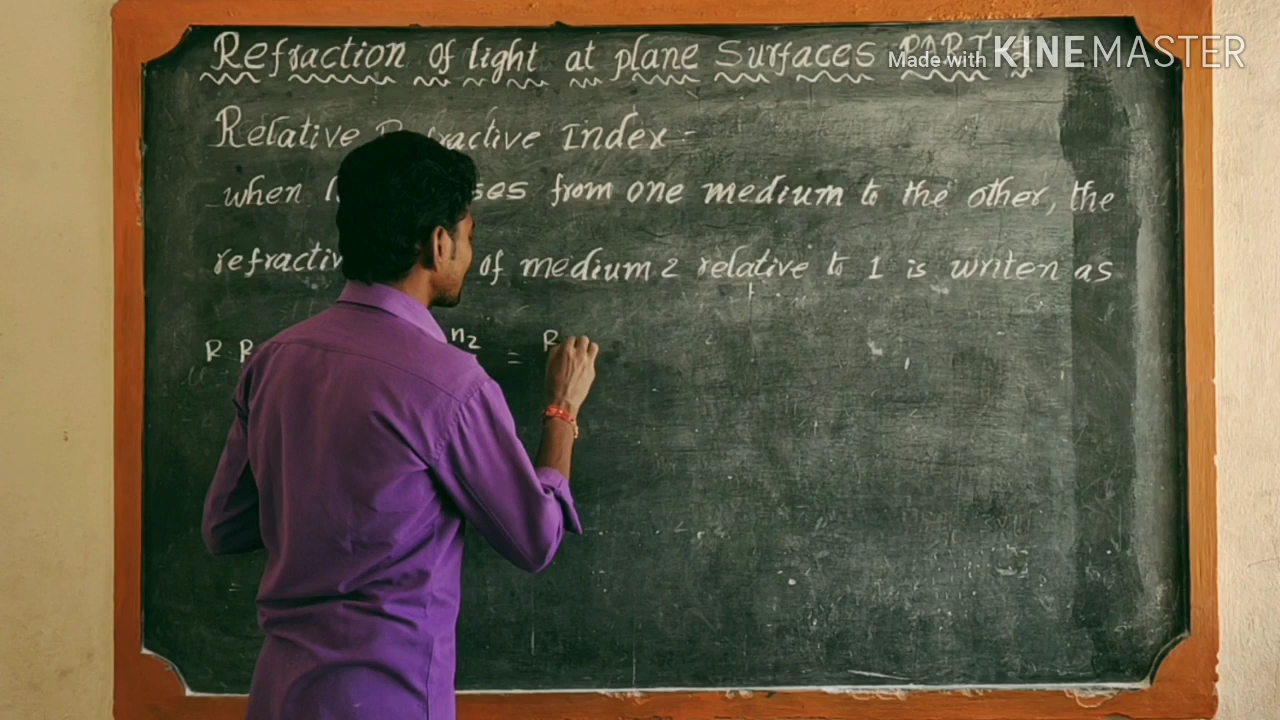 Refraction of light at plane Surfaces PART
Made with KINEMASTER
Relative Index :-
when from one medium to the other, the
of medium 2 relative to 1 is writen as
R R n2 = R